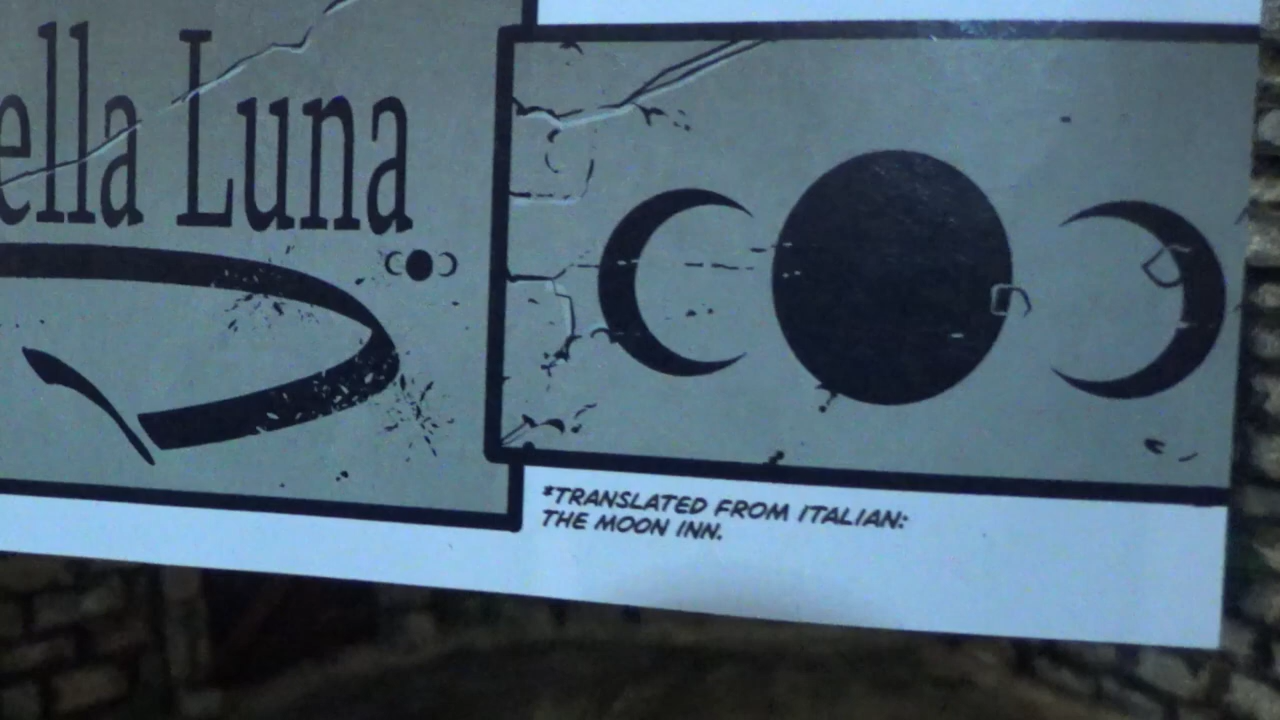 ella Luna
*TRANSLATED FROM ITALIAN:
THE MOON INN.